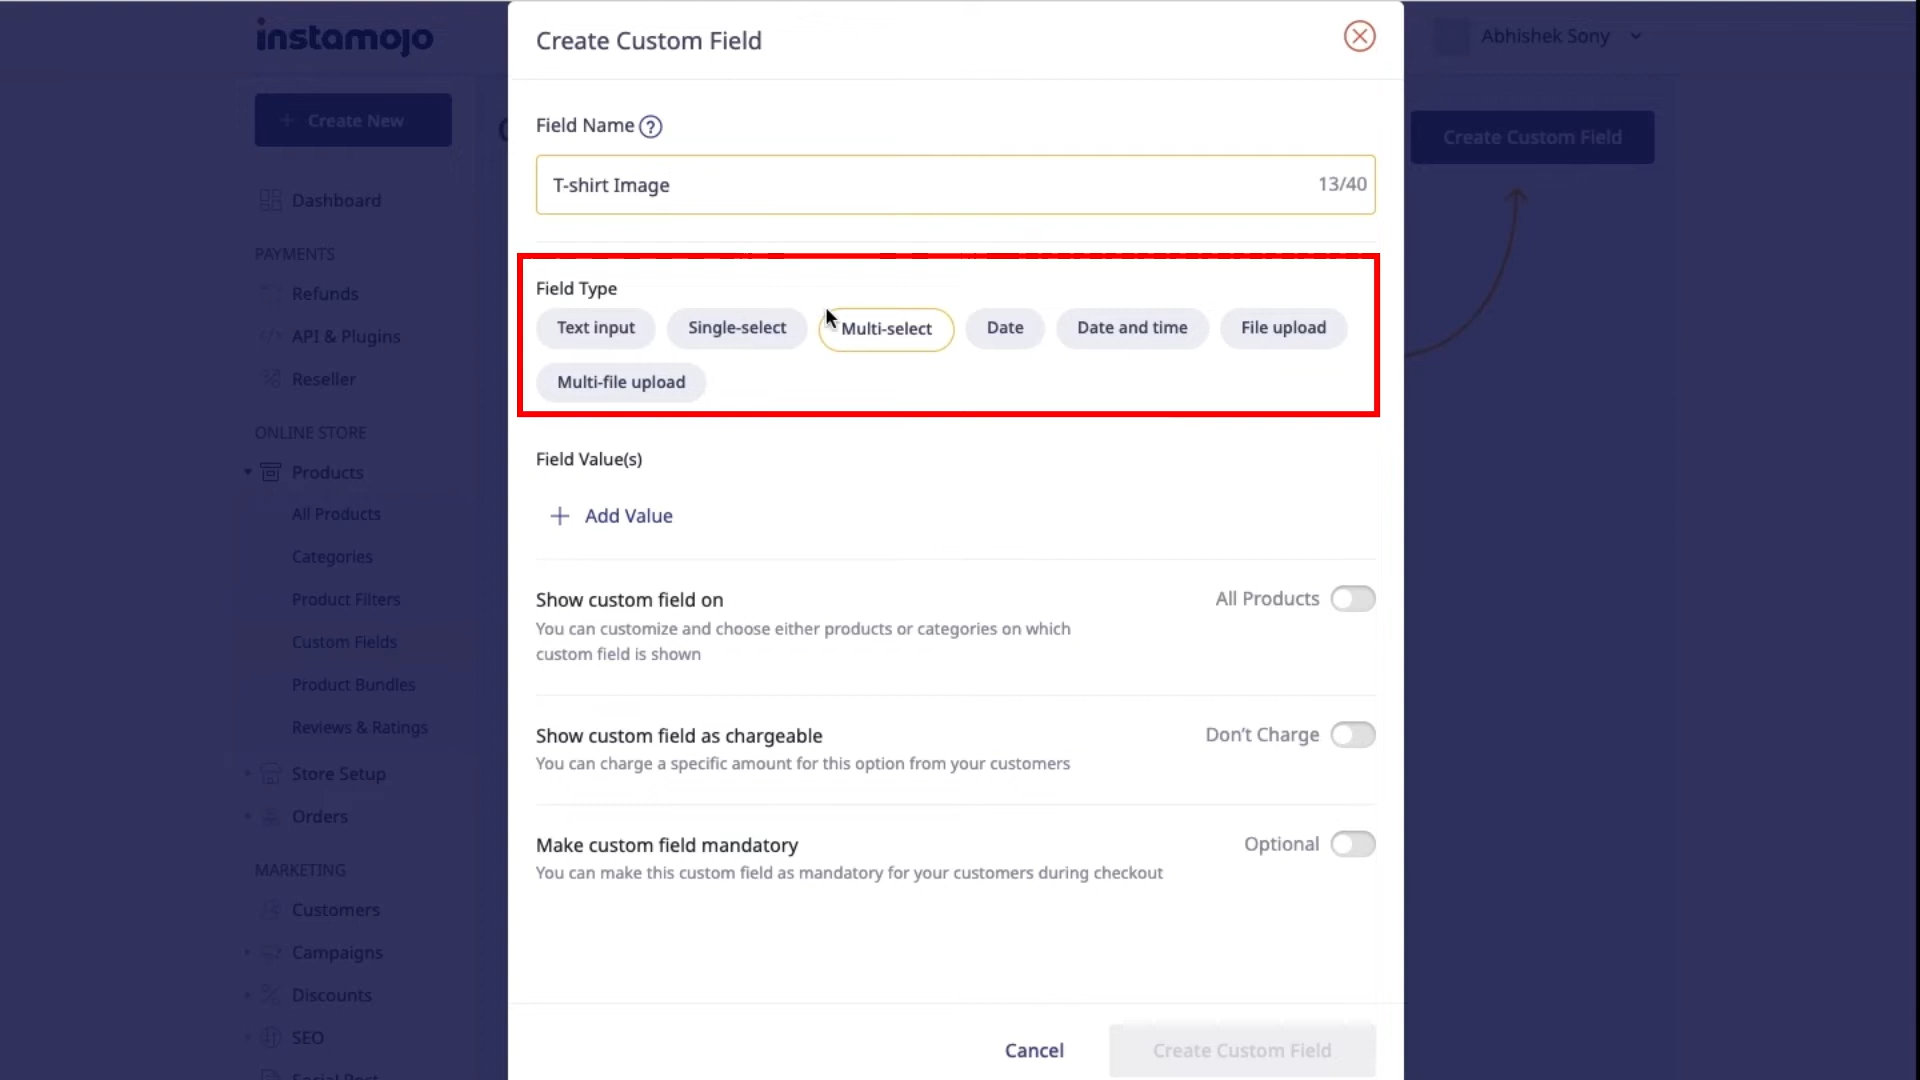 instamojo
Create Custom Field
Abhishek Sony
Create New
Field Name ?
Create Custom Field
T-shirt Image
13/40
Dashboard
PAYMENTS
Refunds
API & Plugins
Reseller
ONLINE STORE
Products
All Products
Categories
Product Filters
Custom Fields
Product Bundles
Reviews & Ratings
Store Setup
Orders
MARKETING
Customers
Campaigns
Discounts
SEO
Field Type
Text input
Single-select
Multi-select
Date
Date and time
File upload
Multi-file upload
Field Value(s)
+ Add Value
Show custom field on
All Products
You can customize and choose either products or categories on which
custom field is shown
Show custom field as chargeable
Don't Charge
You can charge a specific amount for this option from your customers
Make custom field mandatory
Optional
You can make this custom field as mandatory for your customers during checkout
Cancel
Create Custom Field